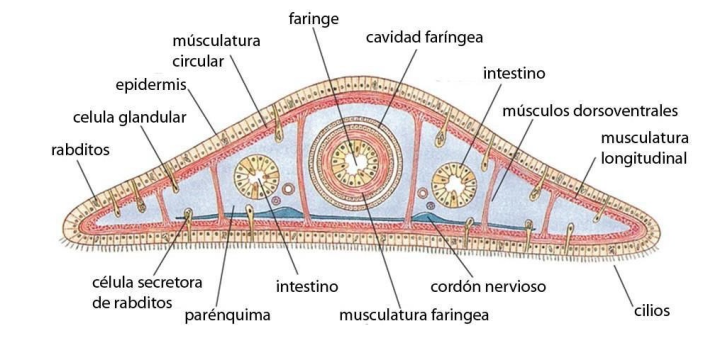 faringe
músculatura
circular
cavidad faríngea
epidermis
intestino
celula glandular
músculos dorsoventrales
rabditos
musculatura
longitudinal
célula secretora
de rabditos
intestino
cordón nervioso
parénquima
musculatura faringea
cilios